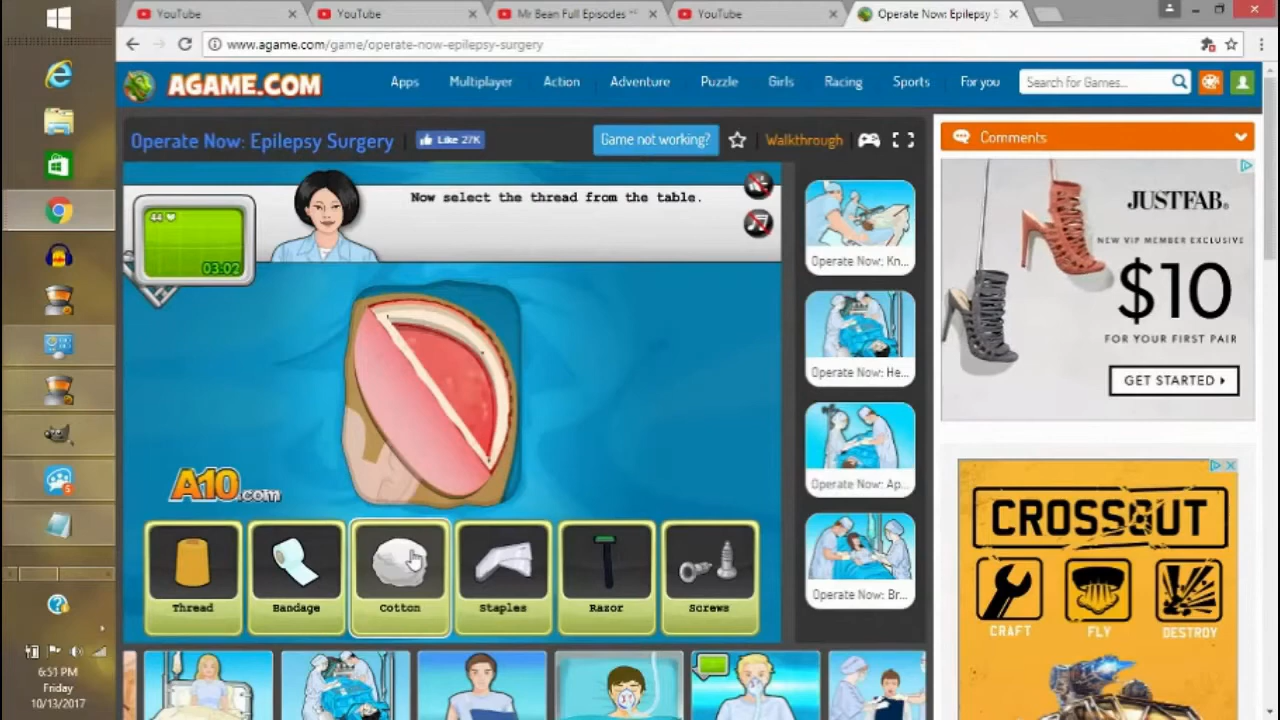 YouTube
YouTube
Mr Bean Full Episodes
YouTube
Operate Now: Epilepsy S
www.agame.com/game/operate-now-epilepsy-surgery
AGAME.COM
Apps
Multiplayer
Action
Adventure
Puzzle
Girls
Racing
Sports
For you
Search for Games...
Operate Now: Epilepsy Surgery
Like 27K
Game not working?
Walkthrough
Comments
Now select the thread from the table.
44
03:02
A10.com
Thread
Bandage
Cotton
Staples
Razor
Screws
Operate Now: Kn...
Operate Now: He...
Operate Now: Ap...
Operate Now: Br...
JUSTFAB.
NEW VIP MEMBER EXCLUSIVE
$10
FOR YOUR FIRST PAIR
GET STARTED
CROSSOUT
CRAFT
FLY
DESTROY
6:51 PM
Friday
10/13/2017